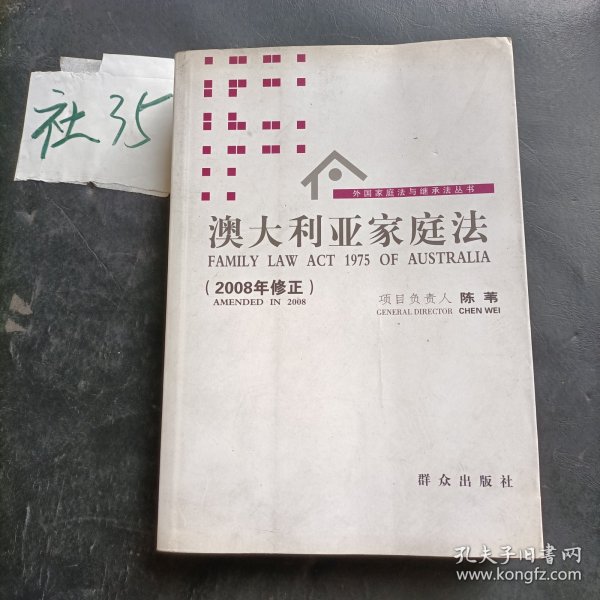 社35
外国家庭法与继承法丛书
澳大利亚家庭法
FAMILY LAW ACT 1975 OF AUSTRALIA
(2008年修正)
AMENDED IN 2008
项目负责人 陈苇
GENERAL DIRECTOR CHEN WEI
群众出版社
孔夫子旧书网
www.kongfz.com